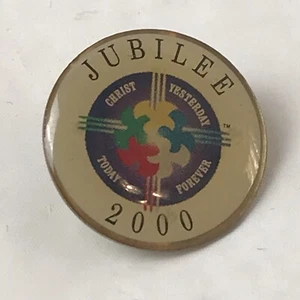 JUBILEE
CHRIST
YESTERDAY
TODAY
FOREVER
TM
2000